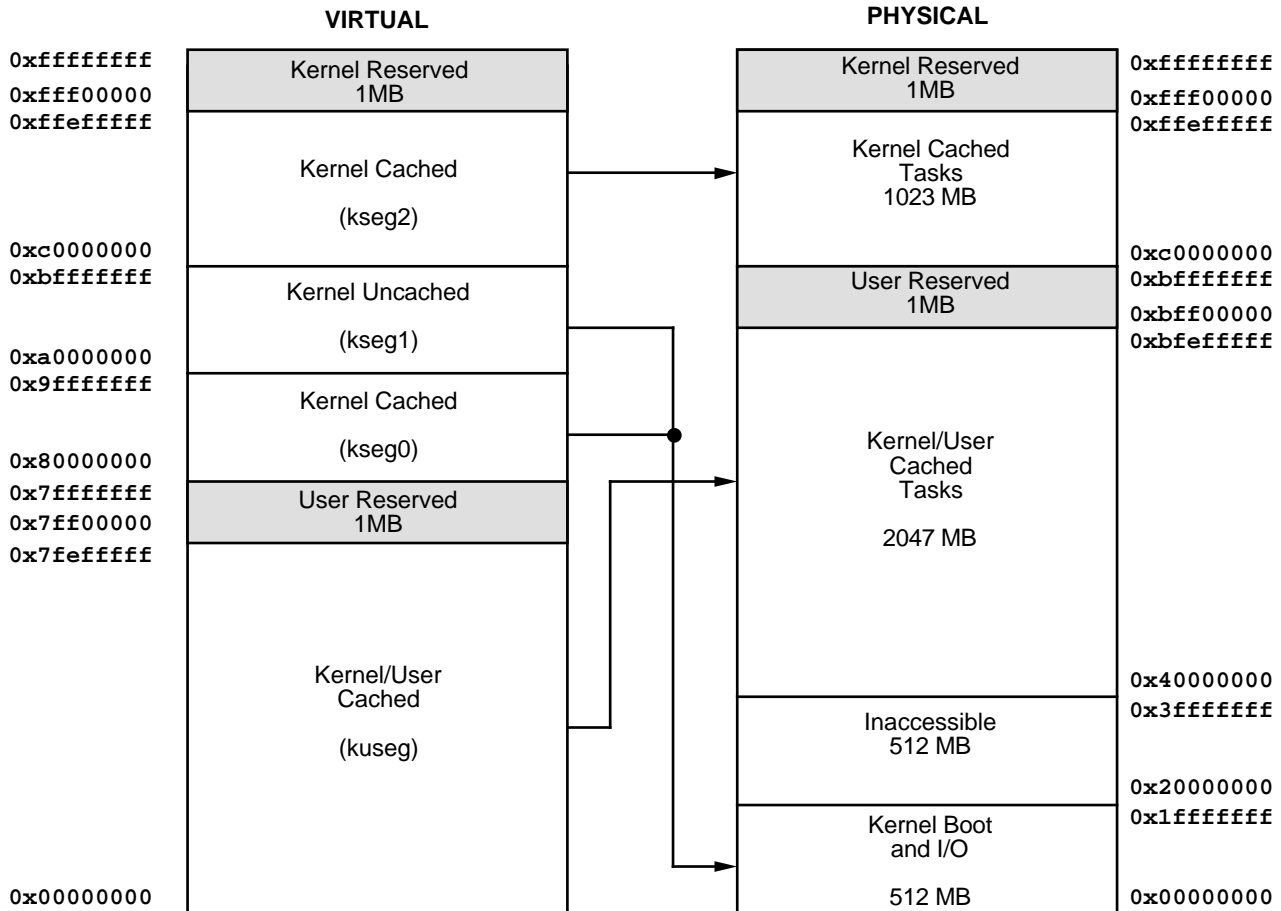 VIRTUAL
0xffffffff
0xfff00000
0xffefffff
0xc0000000
0xbfffffff
0xa0000000
0x9fffffff
0x80000000
0x7fffffff
0x7ff00000
0x7fefffff
0x00000000
Kernel Reserved
1MB
Kernel Cached
(kseg2)
Kernel Uncached
(kseg1)
Kernel Cached
(kseg0)
User Reserved
1MB
Kernel/User
Cached
(kuseg)
PHYSICAL
Kernel Reserved
1MB
Kernel Cached
Tasks
1023 MB
User Reserved
1MB
Kernel/User
Cached
Tasks
2047 MB
Inaccessible
512 MB
Kernel Boot
and I/O
512 MB
0xffffffff
0xfff00000
0xffefffff
0xc0000000
0xbfffffff
0xbff00000
0xbfefffff
0x40000000
0x3fffffff
0x20000000
0x1fffffff
0x00000000